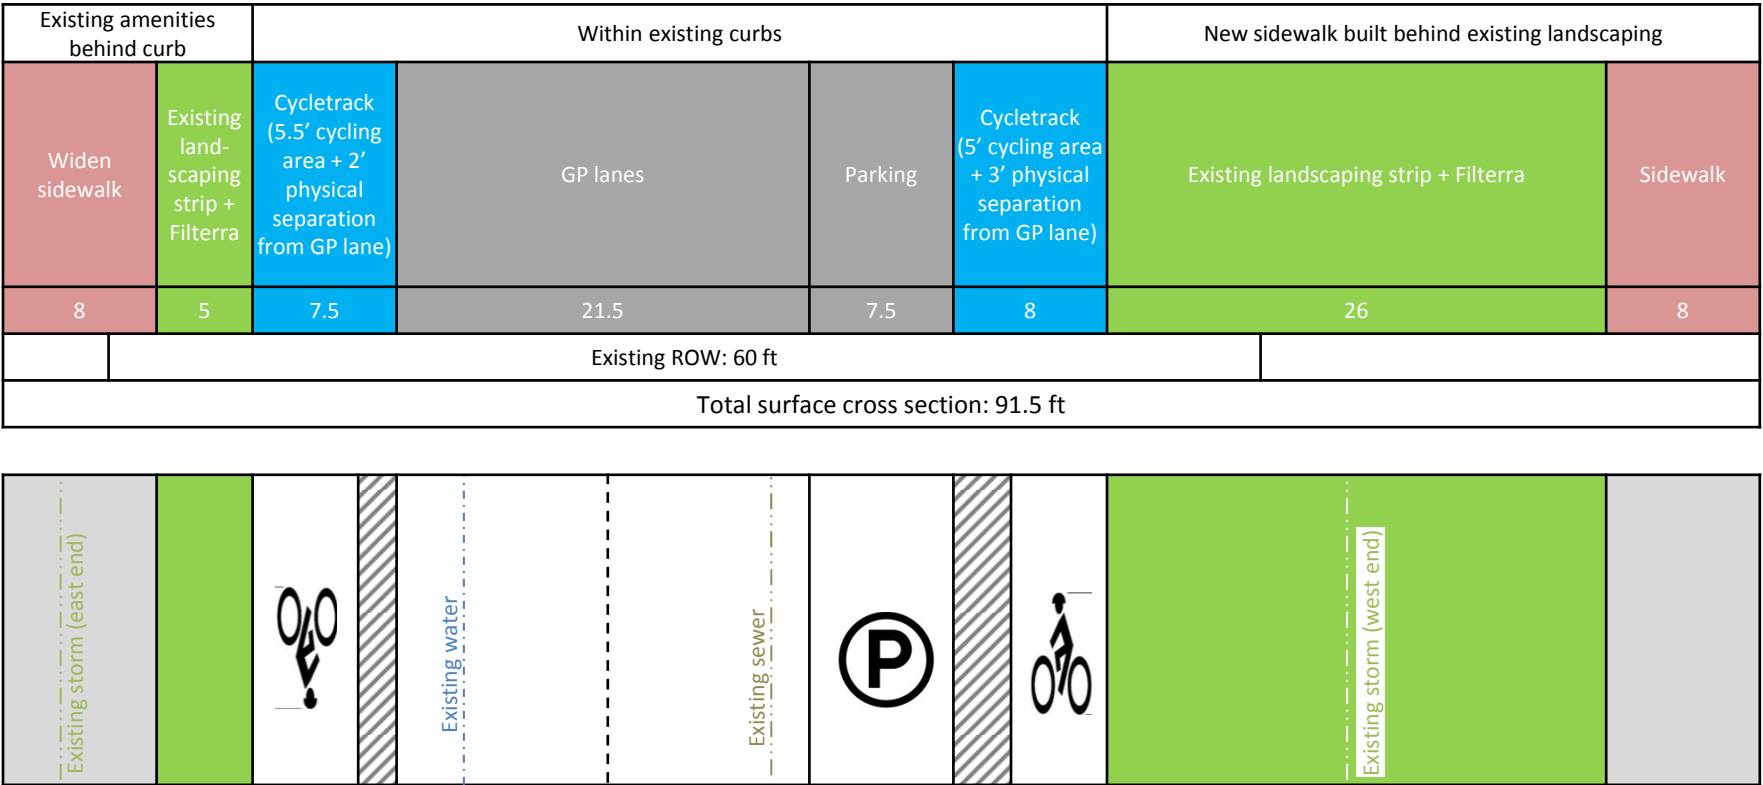 Existing amenities
behind curb
Within existing curbs
New sidewalk built behind existing landscaping
Widen
sidewalk
Existing
land-
scaping
strip +
Filterra
Cycletrack
(5.5’ cycling
area + 2’
physical
separation
from GP lane)
GP lanes
Parking
Cycletrack
(5’ cycling area
+ 3’ physical
separation
from GP lane)
Existing landscaping strip + Filterra
Sidewalk
8
5
7.5
21.5
7.5
8
26
8
Existing ROW: 60 ft
Total surface cross section: 91.5 ft
Existing storm (east end)
Existing water
Existing sewer
P
Existing storm (west end)